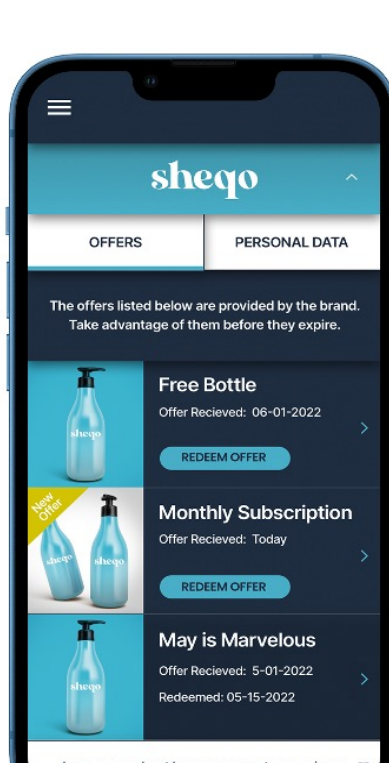 sheqo
OFFERS
PERSONAL DATA
The offers listed below are provided by the brand.
Take advantage of them before they expire.
sheqo
Free Bottle
Offer Recieved: 06-01-2022
REDEEM OFFER
New
Offer
sheqo
sheqo
Monthly Subscription
Offer Recieved: Today
REDEEM OFFER
sheqo
May is Marvelous
Offer Recieved: 5-01-2022
Redeemed: 05-15-2022